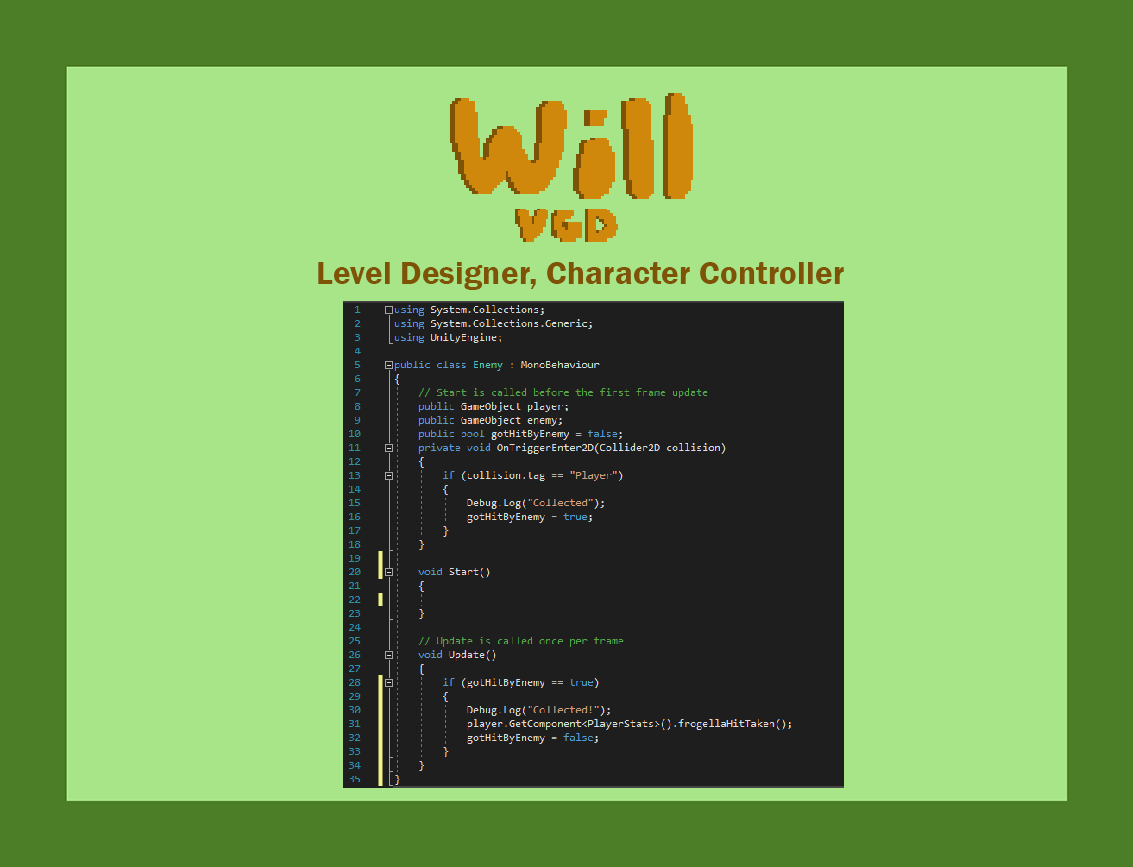 Will
VGD
Level Designer, Character Controller
1 using System.Collections;
2 using System.Collections.Generic;
3 using UnityEngine;
4
5 public class Enemy : MonoBehaviour
6 {
7 // Start is called before the first frame update
8 public GameObject player;
9 public GameObject enemy;
10 public bool gotHitByEnemy = false;
11 private void OnTriggerEnter2D(Collider2D collision)
12 {
13 if (collision.tag == "Player")
14 {
15 Debug.Log("Collected");
16 gotHitByEnemy = true;
17 }
18 }
19
20 void Start()
21 {
22
23 }
24
25 // Update is called once per frame
26 void Update()
27 {
28 if (gotHitByEnemy == true)
29 {
30 Debug.Log("Collected!");
31 player.GetComponent<PlayerStats>().frogellaHitTaken();
32 gotHitByEnemy = false;
33 }
34 }
35 }